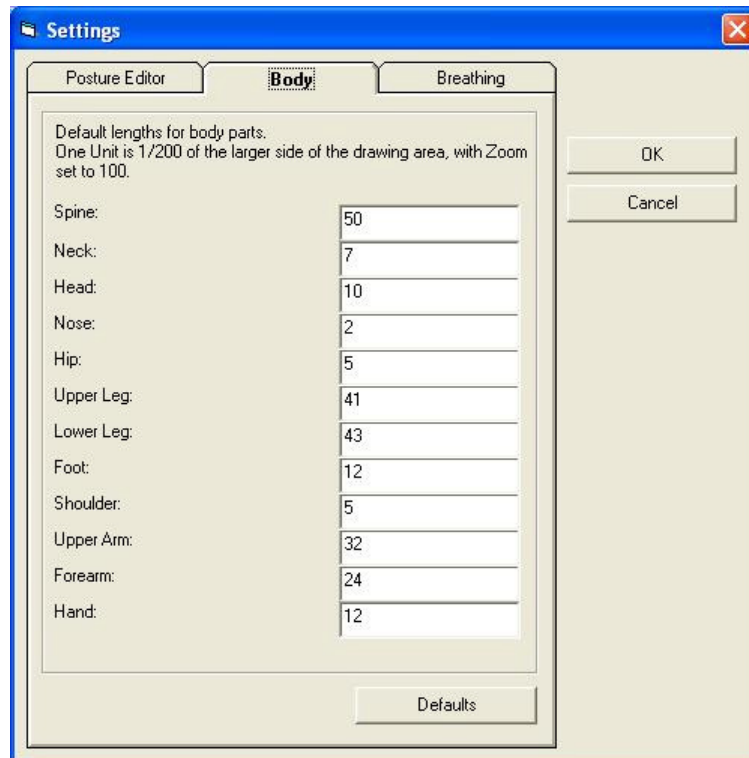 Settings
Posture Editor
Body
Breathing
Default lengths for body parts.
One Unit is 1/200 of the larger side of the drawing area, with Zoom
set to 100.
OK
Cancel
Spine: 50
Neck: 7
Head: 10
Nose: 2
Hip: 5
Upper Leg: 41
Lower Leg: 43
Foot: 12
Shoulder: 5
Upper Arm: 32
Forearm: 24
Hand: 12
Defaults